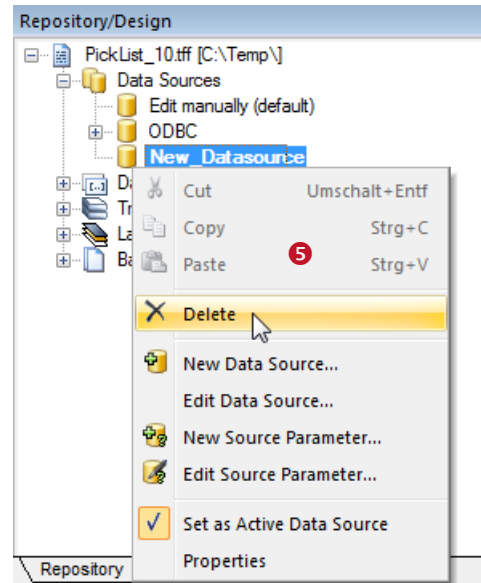 Repository/Design
PickList_10.tff [C:\Temp\]
Data Sources
Edit manually (default)
ODBC
New_Datasource
Cut Umschalt+Entf
Copy Strg+C
Paste 5 Strg+V
Delete
New Data Source...
Edit Data Source...
New Source Parameter...
Edit Source Parameter...
Set as Active Data Source
Properties
Repository